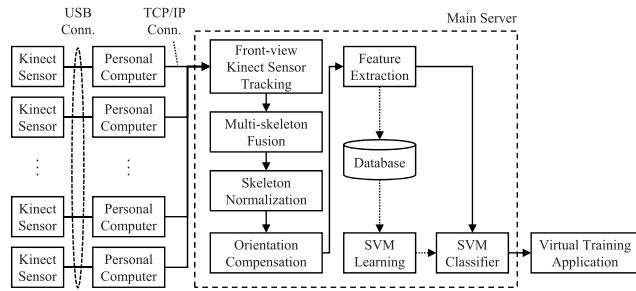 USB
Conn.
TCP/IP
Conn.
Main Server
Kinect
Sensor
Personal
Computer
Kinect
Sensor
Personal
Computer
Kinect
Sensor
Personal
Computer
Kinect
Sensor
Personal
Computer
Front-view
Kinect Sensor
Tracking
Multi-skeleton
Fusion
Skeleton
Normalization
Orientation
Compensation
Feature
Extraction
Database
SVM
Learning
SVM
Classifier
Virtual Training
Application